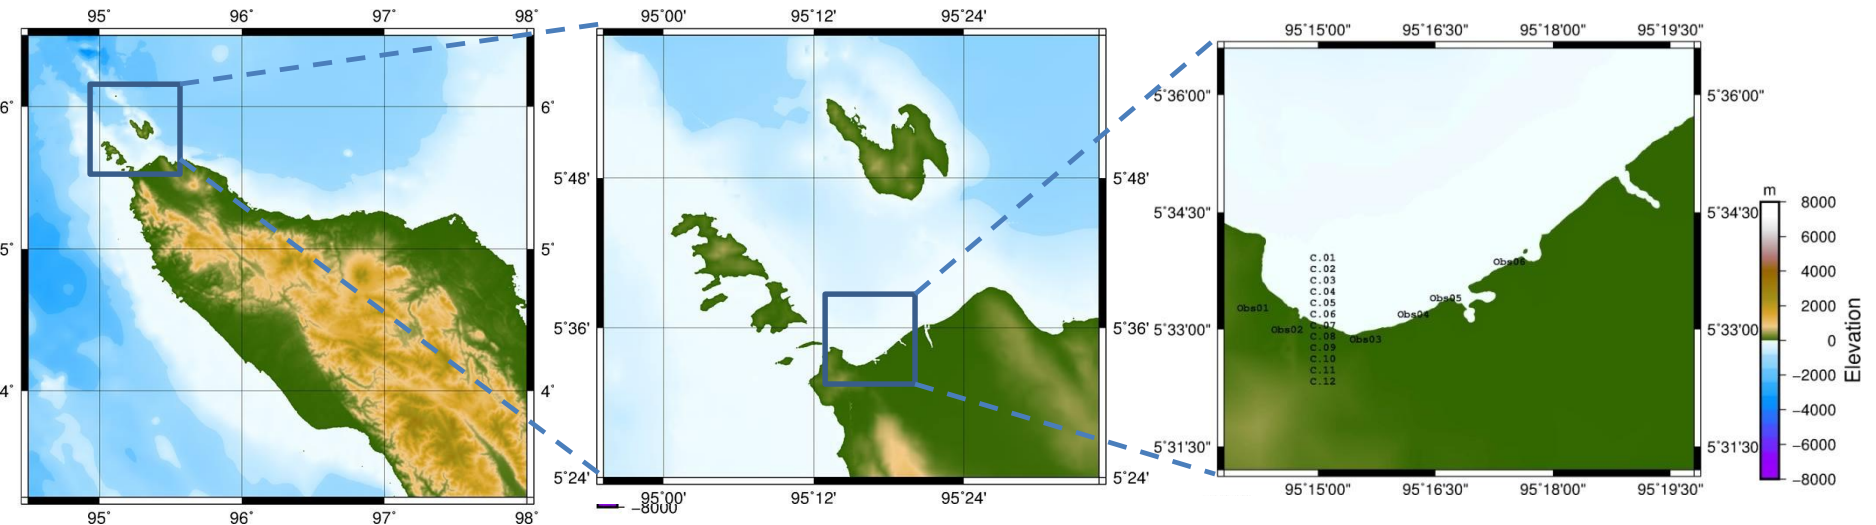 95˚ 96˚ 97˚ 98˚
6˚ 6˚
5˚ 5˚
4˚ 4˚
95˚ 96˚ 97˚ 98˚
95˚00' 95˚12' 95˚24'
5˚48' 5˚48'
5˚36' 5˚36'
5˚24' 5˚24'
95˚00' 95˚12' 95˚24'
−8000
95˚15'00" 95˚16'30" 95˚18'00" 95˚19'30"
5˚36'00" 5˚36'00"
5˚34'30" 5˚34'30"
5˚33'00" 5˚33'00"
5˚31'30" 5˚31'30"
95˚15'00" 95˚16'30" 95˚18'00" 95˚19'30"
C.01
C.02
C.03
C.04
C.05
C.06
C.07
C.08
C.09
C.10
C.11
C.12
Obs01
Obs02
Obs03
Obs04
Obs05
Obs06
m
8000
6000
4000
2000
0
−2000
−4000
−6000
−8000
Elevation